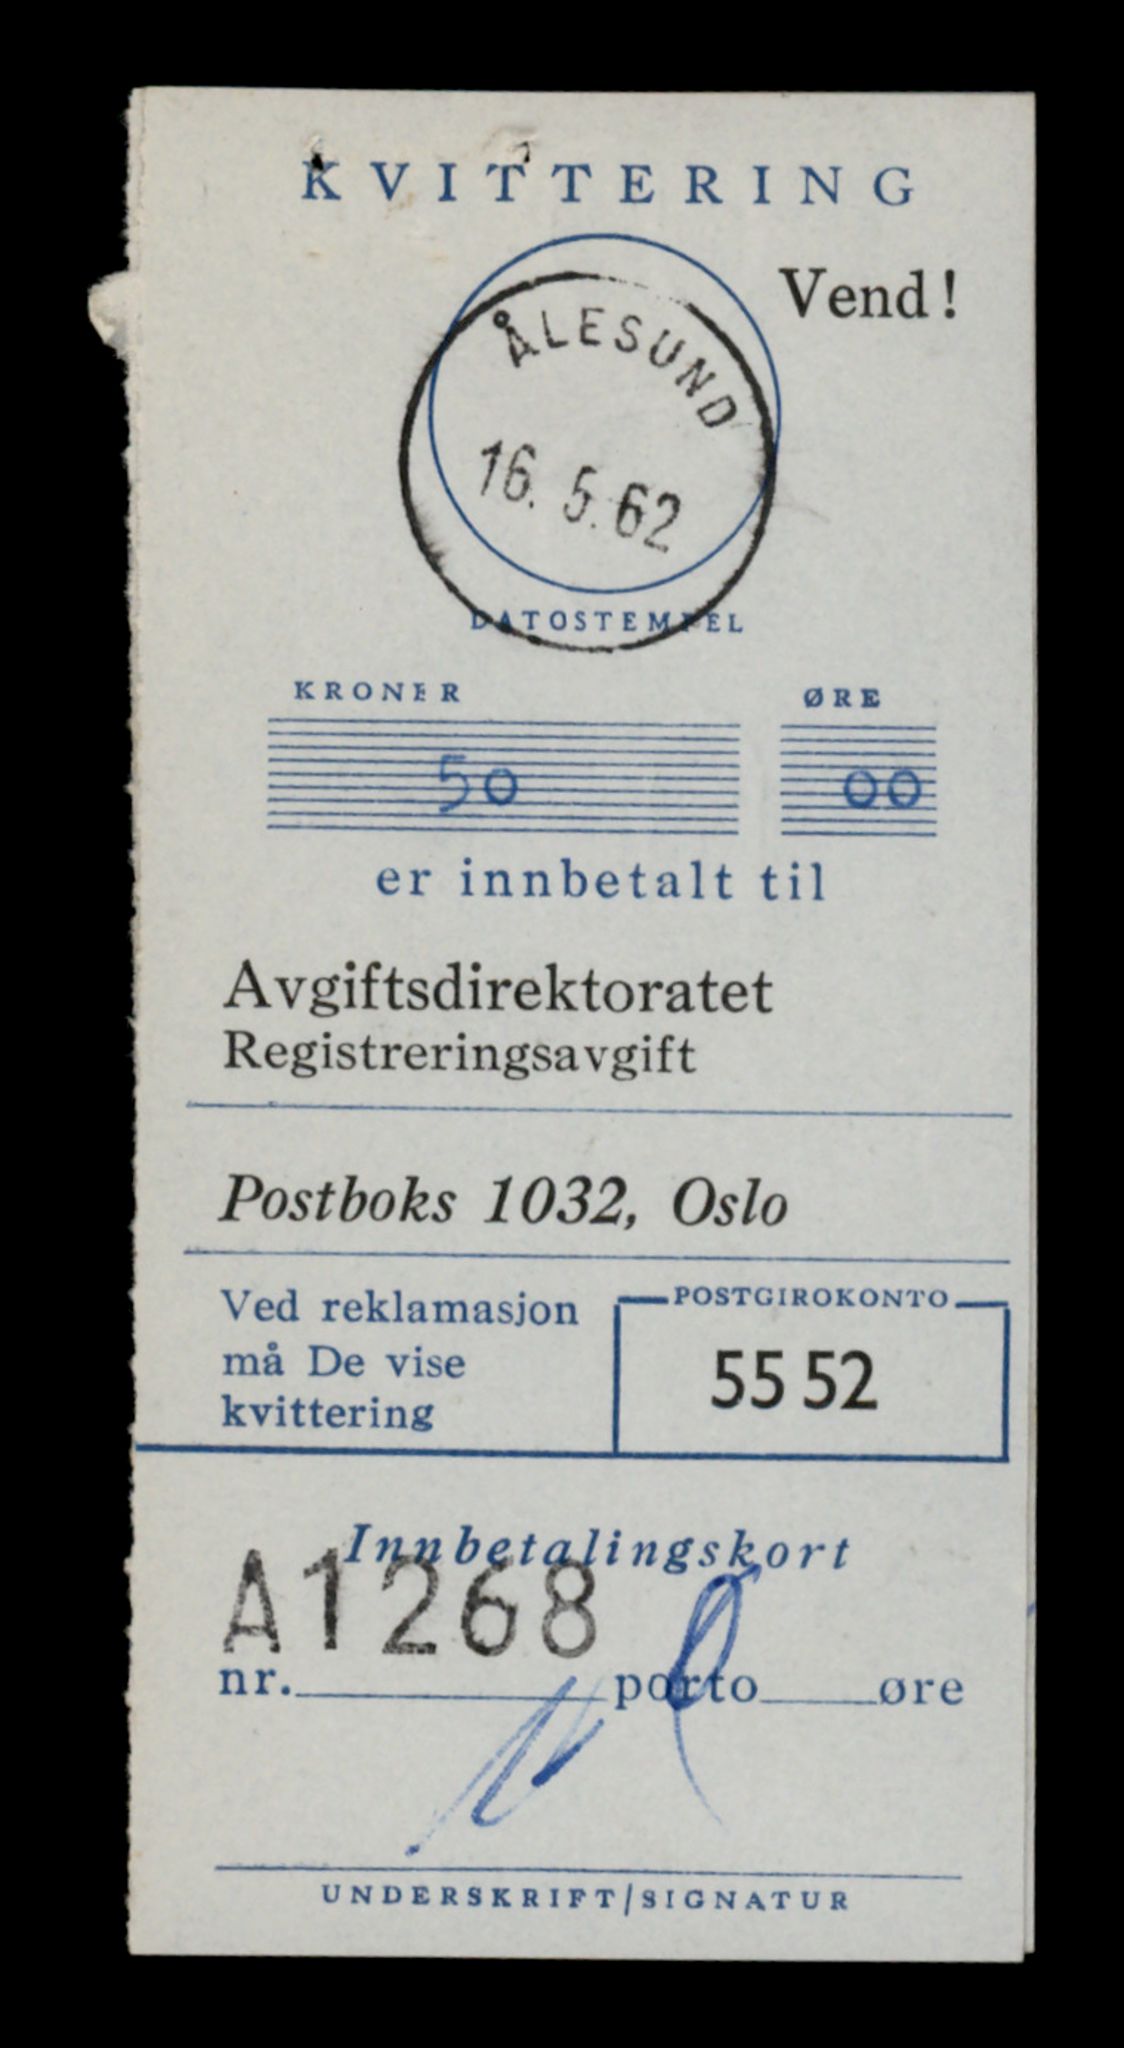 KVITTERING
Vend!
ÅLESUND
16. 5. 62
DATOSTEMPEL
KRONER ØRE
50 00
er innbetalt til
Avgiftsdirektoratet
Registreringsavgift
Postboks 1032, Oslo
Ved reklamasjon
må De vise
kvittering
POSTGIROKONTO
55 52
Innbetalingskort
A1268
nr. porto øre
UNDERSKRIFT/SIGNATUR